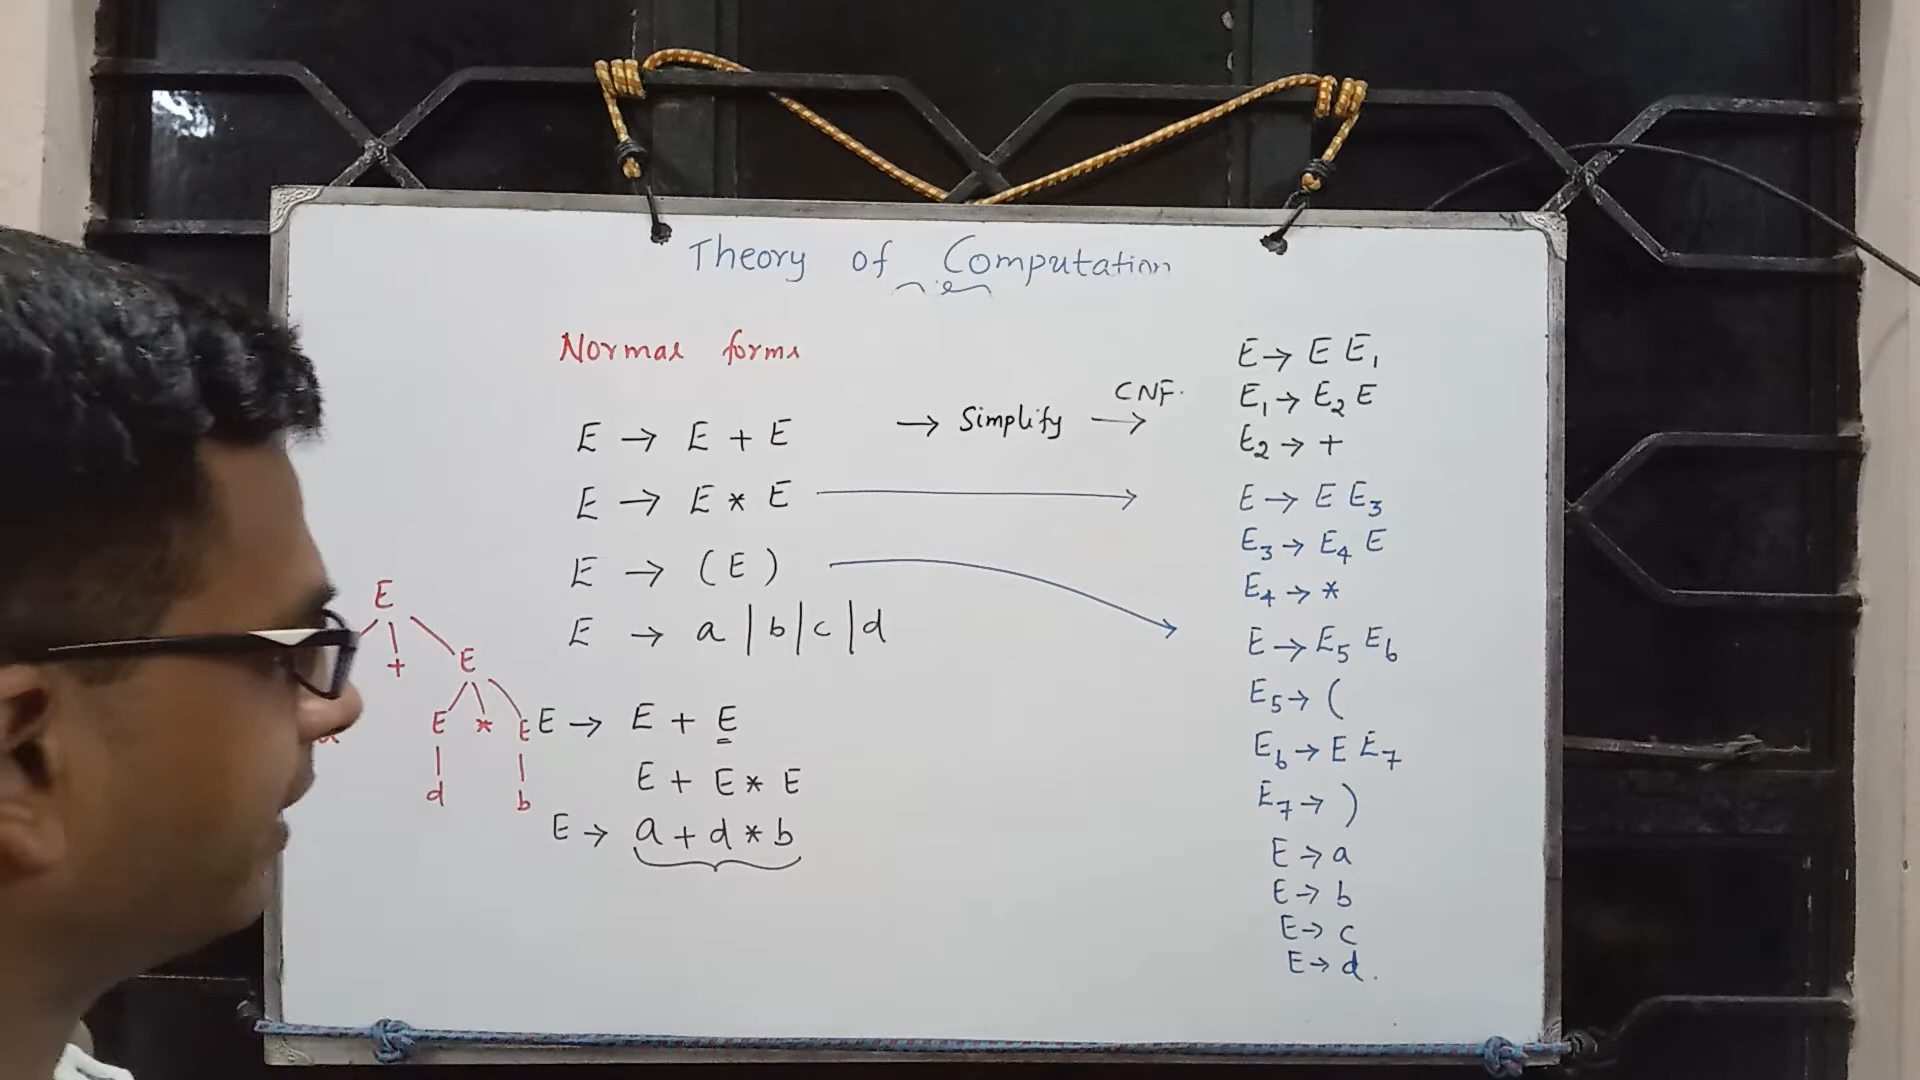 Theory of Computation
Normal forms
E → E + E → Simplify CNF. →
E → E * E
E → ( E )
E → a | b | c | d
E
+ E
E * E
d b
E → E + E
E + E * E
E → a + d * b
E → E E₁
E₁ → E₂ E
E₂ → +
E → E E₃
E₃ → E₄ E
E₄ → *
E → E₅ E₆
E₅ → (
E₆ → E E₇
E₇ → )
E → a
E → b
E → c
E → d.